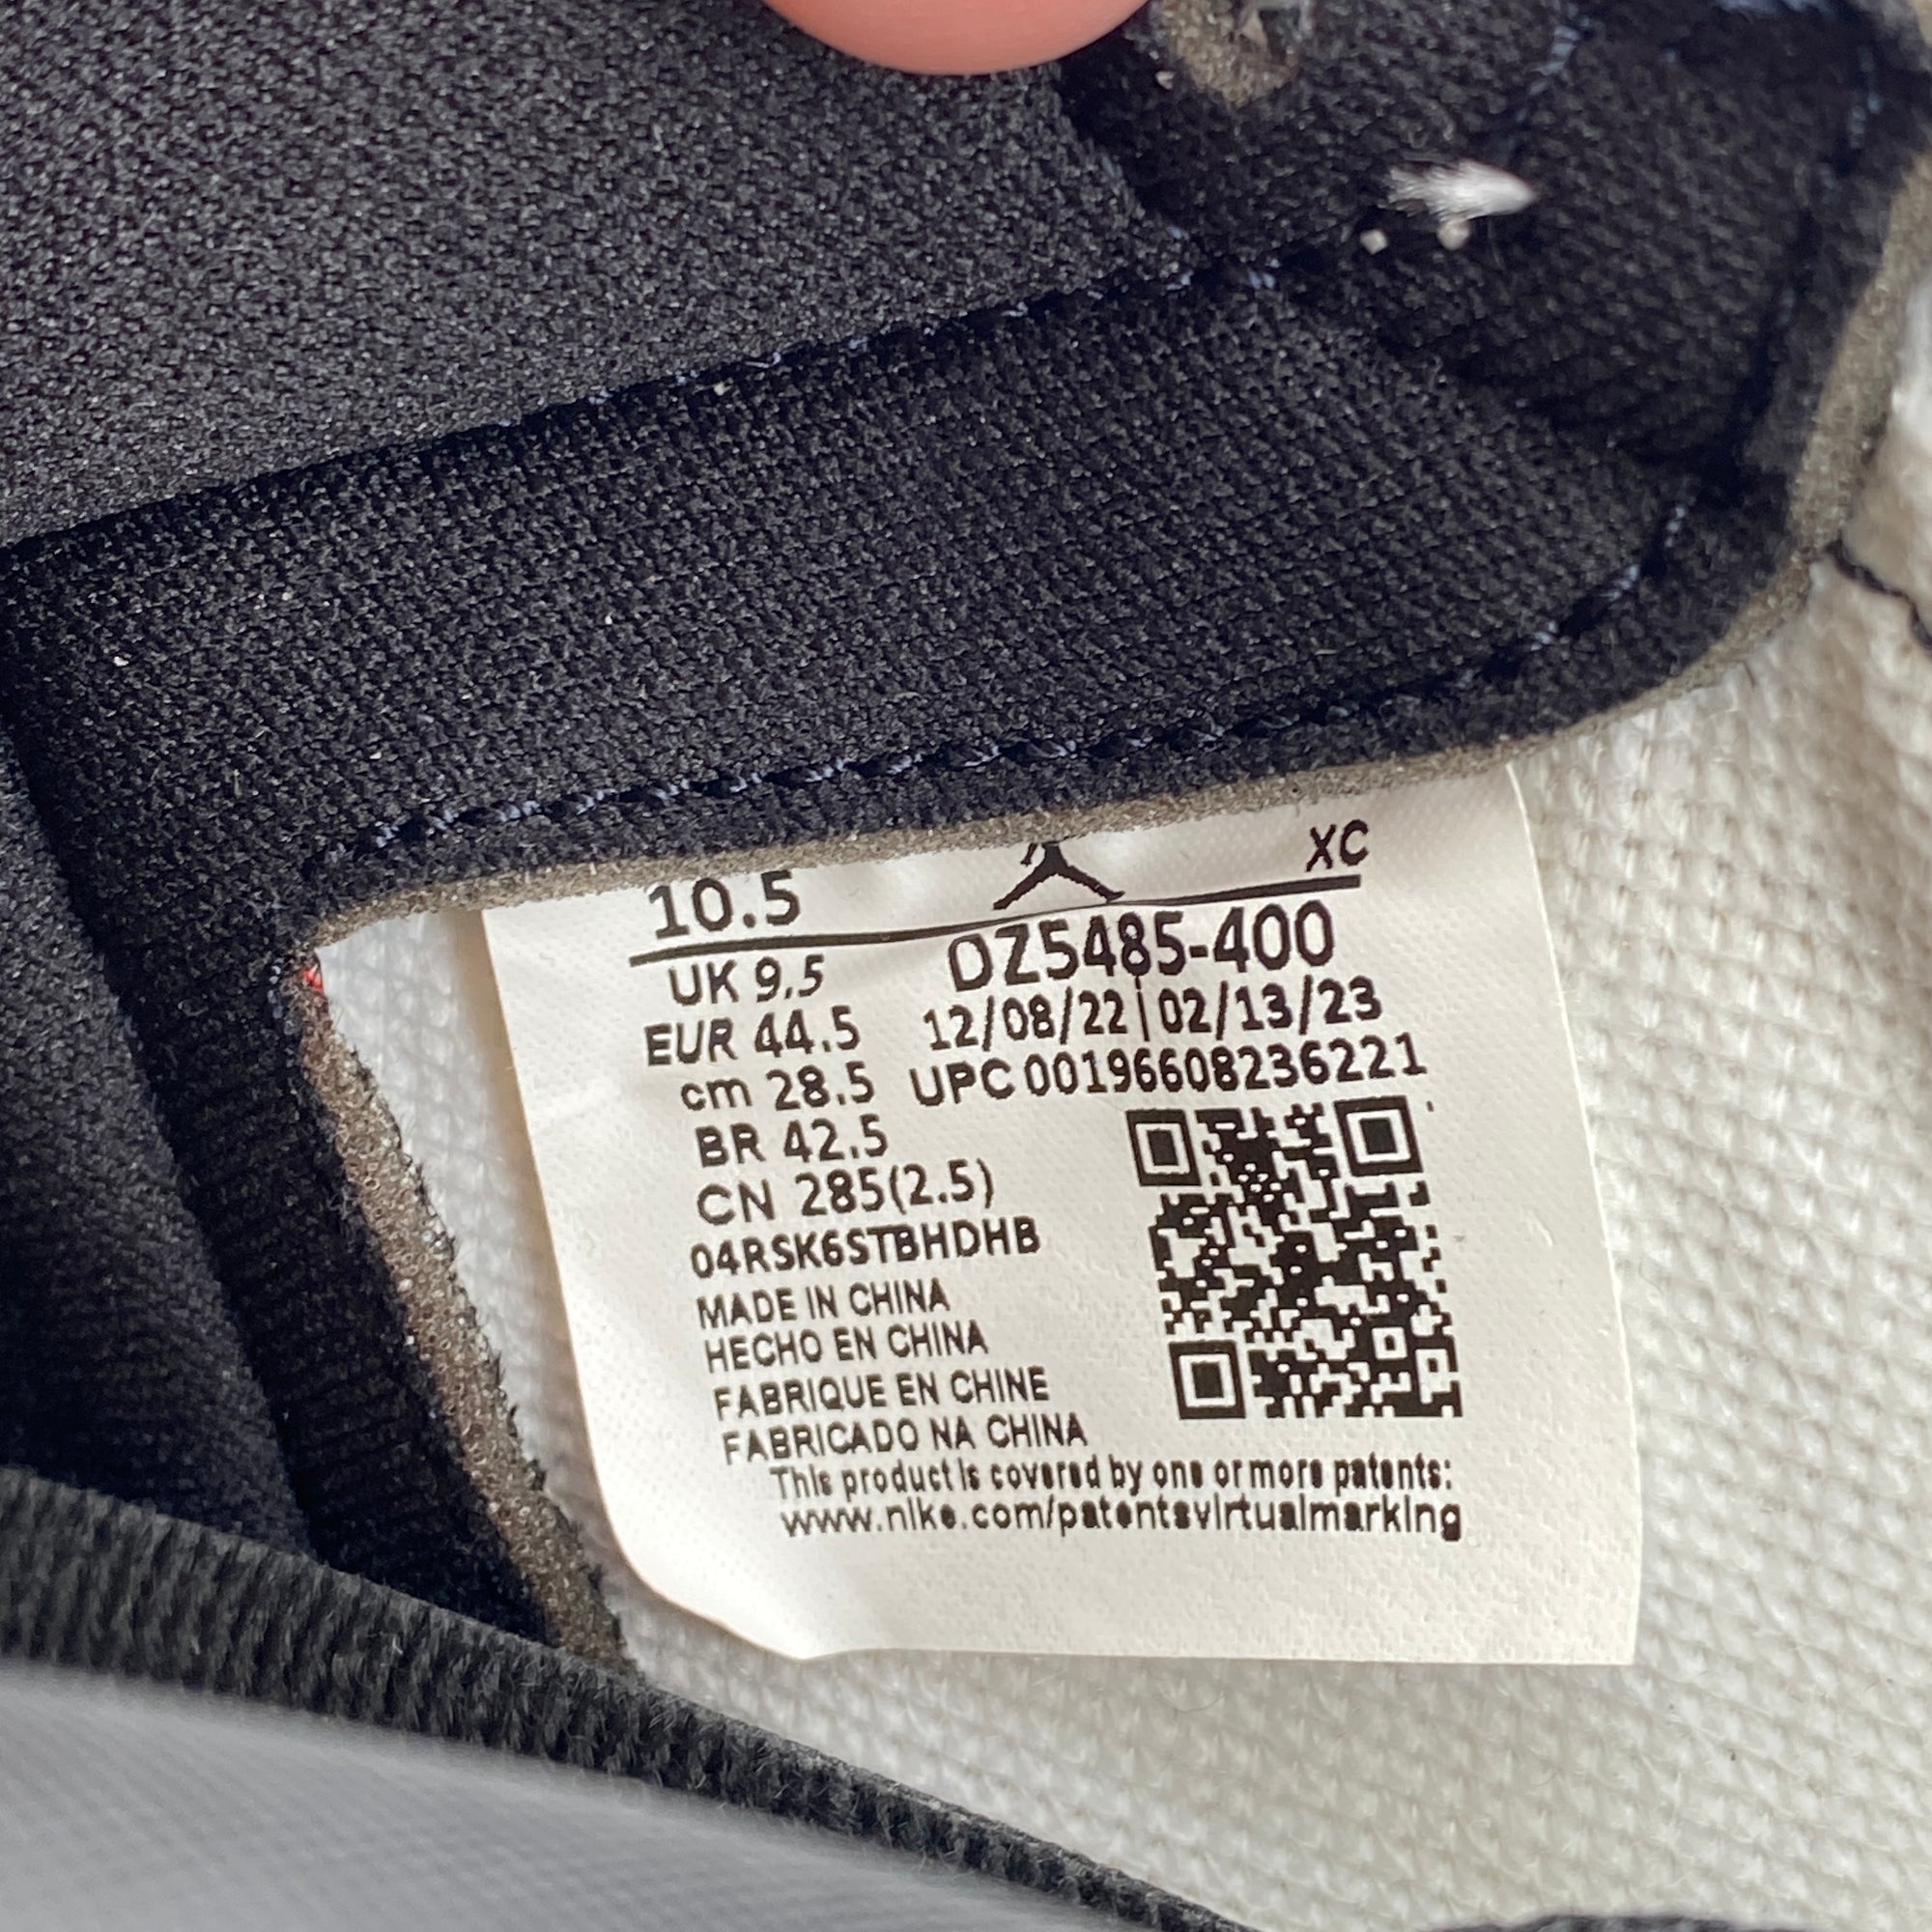 10.5 XC
UK 9.5 DZ5485-400
EUR 44.5 12/08/22|02/13/23
cm 28.5 UPC 00196608236221
BR 42.5
CN 285(2.5)
04RSK6STBHDHB
MADE IN CHINA
HECHO EN CHINA
FABRIQUE EN CHINE
FABRICADO NA CHINA
This product is covered by one or more patents:
www.nike.com/patentsvirtualmarking